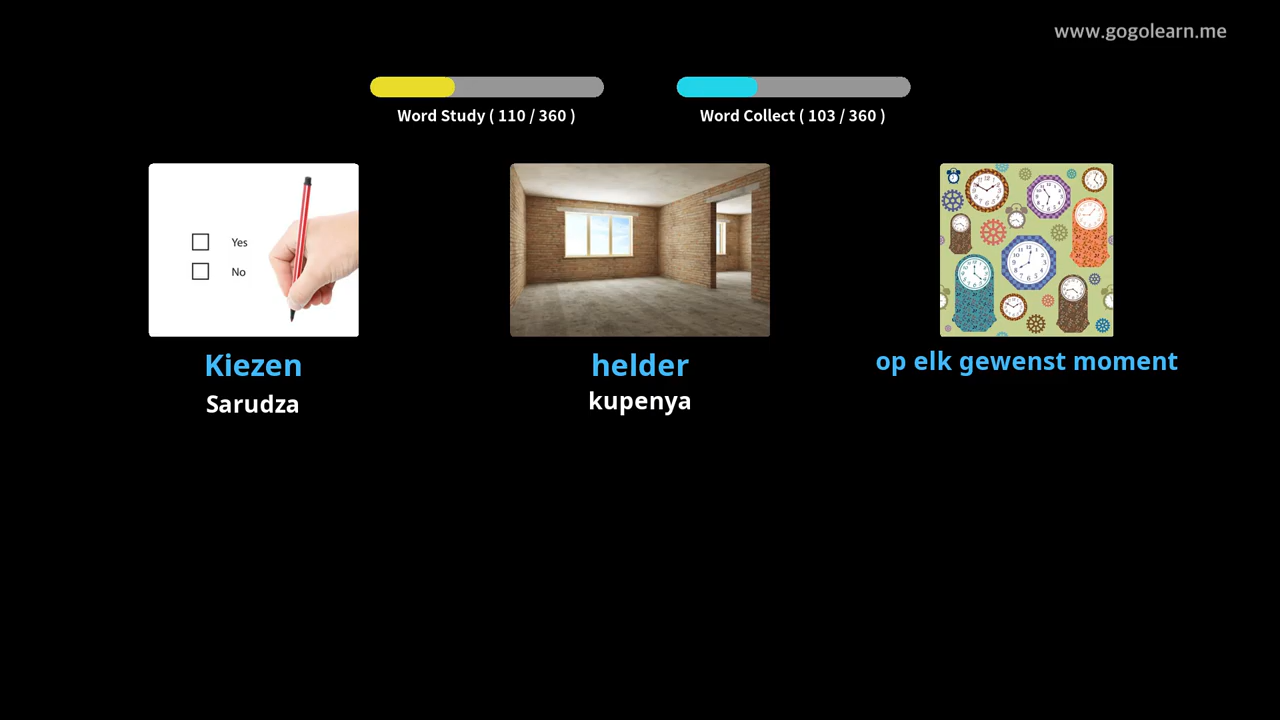 www.gogolearn.me
Word Study ( 110 / 360 )
Word Collect ( 103 / 360 )
Yes
No
Kiezen
Sarudza
helder
kupenya
op elk gewenst moment